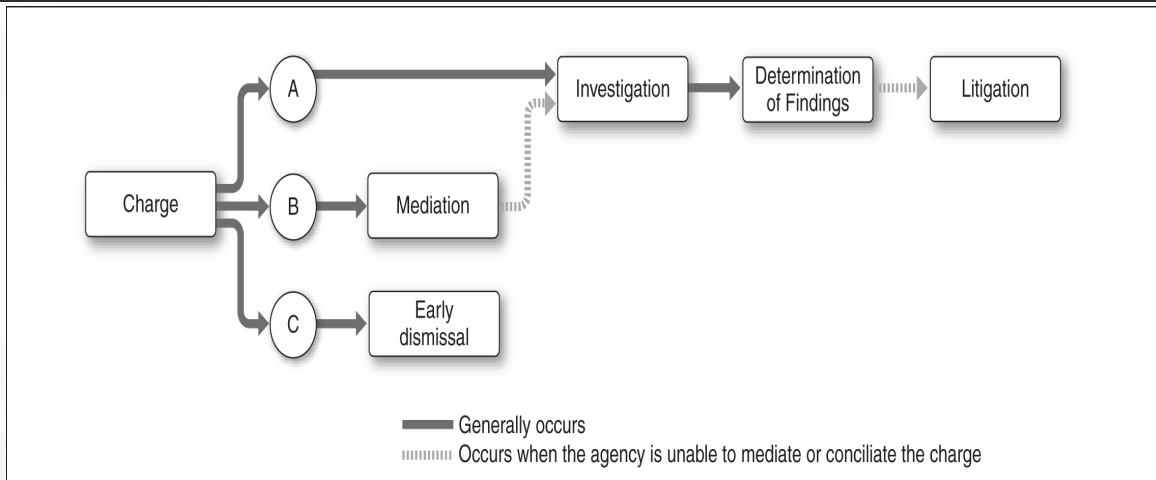 A
Investigation
Determination
of Findings
Litigation
Charge
B
Mediation
C
Early
dismissal
Generally occurs
Occurs when the agency is unable to mediate or conciliate the charge